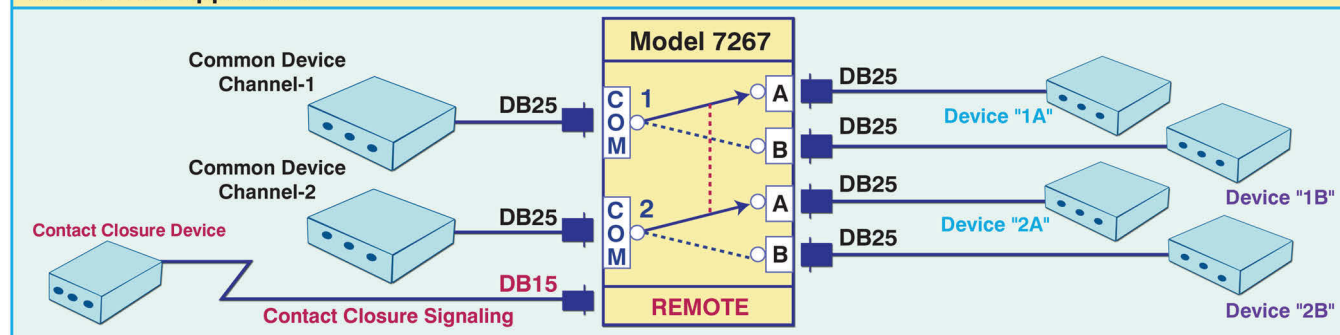 Model 7267
Common Device
Channel-1
DB25
COM
1
A
B
DB25
Device "1A"
DB25
Device "1B"
Common Device
Channel-2
DB25
COM
2
A
B
DB25
Device "2A"
DB25
Device "2B"
Contact Closure Device
DB15
Contact Closure Signaling
REMOTE